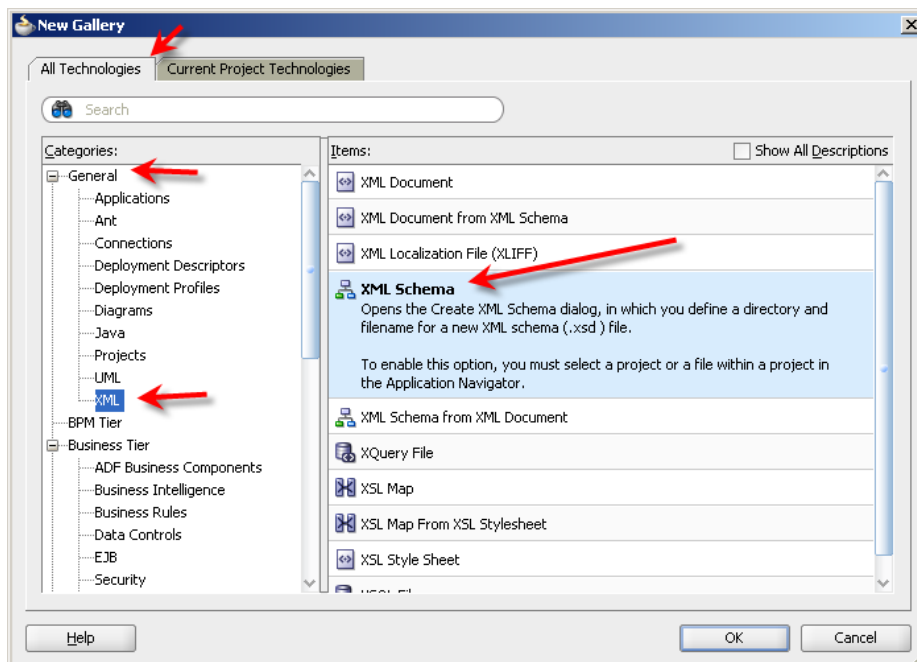 New Gallery
All Technologies
Current Project Technologies
Search
Categories:
General
Applications
Ant
Connections
Deployment Descriptors
Deployment Profiles
Diagrams
Java
Projects
UML
XML
BPM Tier
Business Tier
ADF Business Components
Business Intelligence
Business Rules
Data Controls
EJB
Security
Items:
Show All Descriptions
XML Document
XML Document from XML Schema
XML Localization File (XLIFF)
XML Schema
Opens the Create XML Schema dialog, in which you define a directory and
filename for a new XML schema (.xsd ) file.
To enable this option, you must select a project or a file within a project in
the Application Navigator.
XML Schema from XML Document
XQuery File
XSL Map
XSL Map From XSL Stylesheet
XSL Style Sheet
Help
OK
Cancel